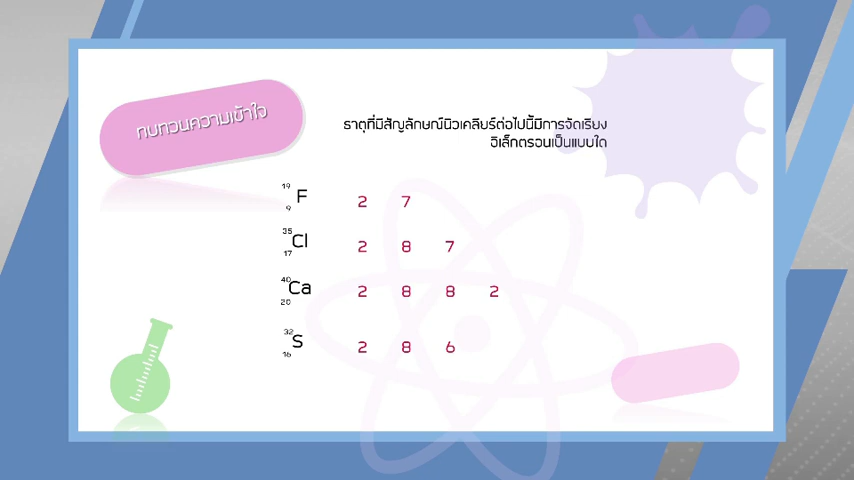 ทบทวนความเข้าใจ
ธาตุที่มีสัญลักษณ์นิวเคลียร์ต่อไปนี้มีการจัดเรียง
อิเล็กตรอนเป็นแบบใด
19
9 F 2 7
35
17 Cl 2 8 7
40
20 Ca 2 8 8 2
32
16 S 2 8 6